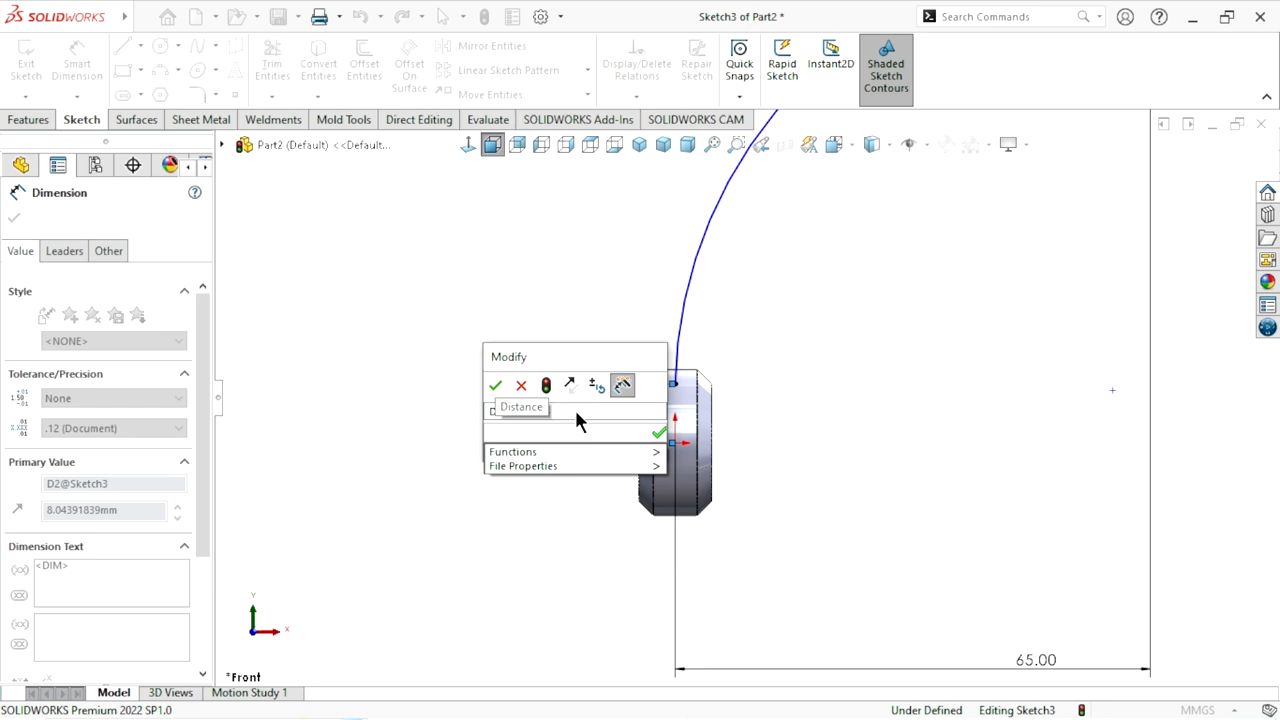 SOLIDWORKS
Sketch3 of Part2 *
Search Commands
Exit Sketch
Smart Dimension
Trim Entities
Convert Entities
Offset Entities
Offset On Surface
Mirror Entities
Linear Sketch Pattern
Move Entities
Display/Delete Relations
Repair Sketch
Quick Snaps
Rapid Sketch
Instant2D
Shaded Sketch Contours
Features
Sketch
Surfaces
Sheet Metal
Weldments
Mold Tools
Direct Editing
Evaluate
SOLIDWORKS Add-Ins
SOLIDWORKS CAM
Part2 (Default) <<Default...
Dimension
Value
Leaders
Other
Style
<NONE>
Tolerance/Precision
None
.12 (Document)
Primary Value
D2@Sketch3
8.04391839mm
Dimension Text
<DIM>
Modify
Distance
Functions >
File Properties >
65.00
Y
X
*Front
Model
3D Views
Motion Study 1
SOLIDWORKS Premium 2022 SP1.0
Under Defined
Editing Sketch3
MMGS